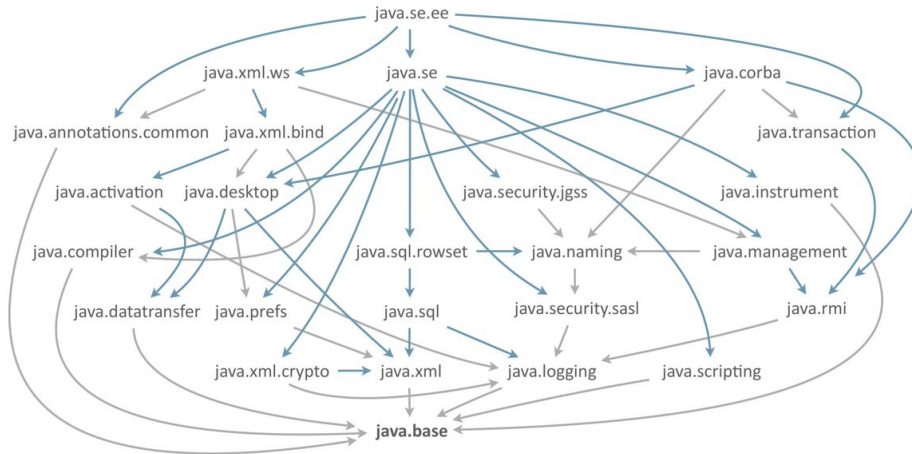 java.se.ee
java.xml.ws
java.se
java.corba
java.annotations.common
java.xml.bind
java.transaction
java.activation
java.desktop
java.security.jgss
java.instrument
java.compiler
java.sql.rowset
java.naming
java.management
java.datatransfer
java.prefs
java.sql
java.security.sasl
java.rmi
java.xml.crypto
java.xml
java.logging
java.scripting
java.base